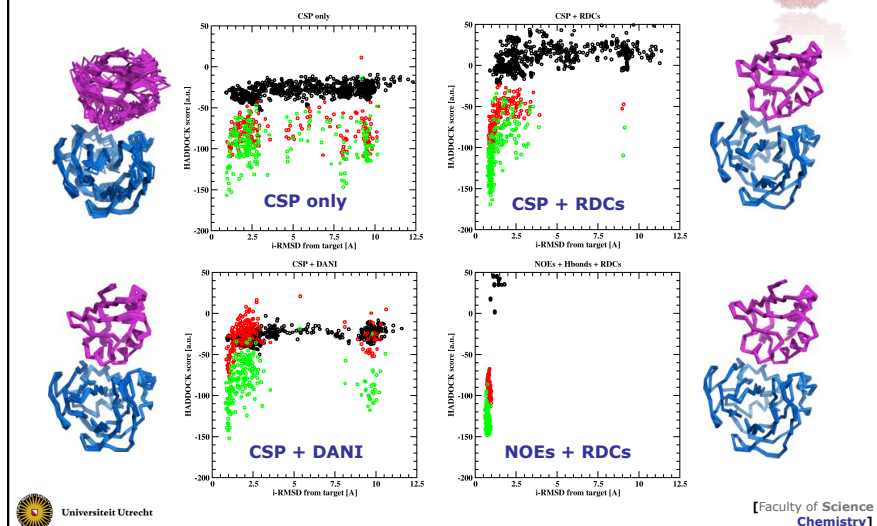 CSP only
50
0
-50
-100
-150
-200
HADDOCK score [a.u.]
CSP only
0 2.5 5 7.5 10 12.5
i-RMSD from target [A]
CSP + RDCs
50
0
-50
-100
-150
-200
HADDOCK score [a.u.]
CSP + RDCs
0 2.5 5 7.5 10 12.5
i-RMSD from target [A]
CSP + DANI
50
0
-50
-100
-150
-200
HADDOCK score [a.u.]
CSP + DANI
0 2.5 5 7.5 10 12.5
i-RMSD from target [A]
NOEs + Hbonds + RDCs
50
0
-50
-100
-150
-200
HADDOCK score [a.u.]
NOEs + RDCs
0 2.5 5 7.5 10 12.5
i-RMSD from target [A]
Universiteit Utrecht
[Faculty of Science
Chemistry]